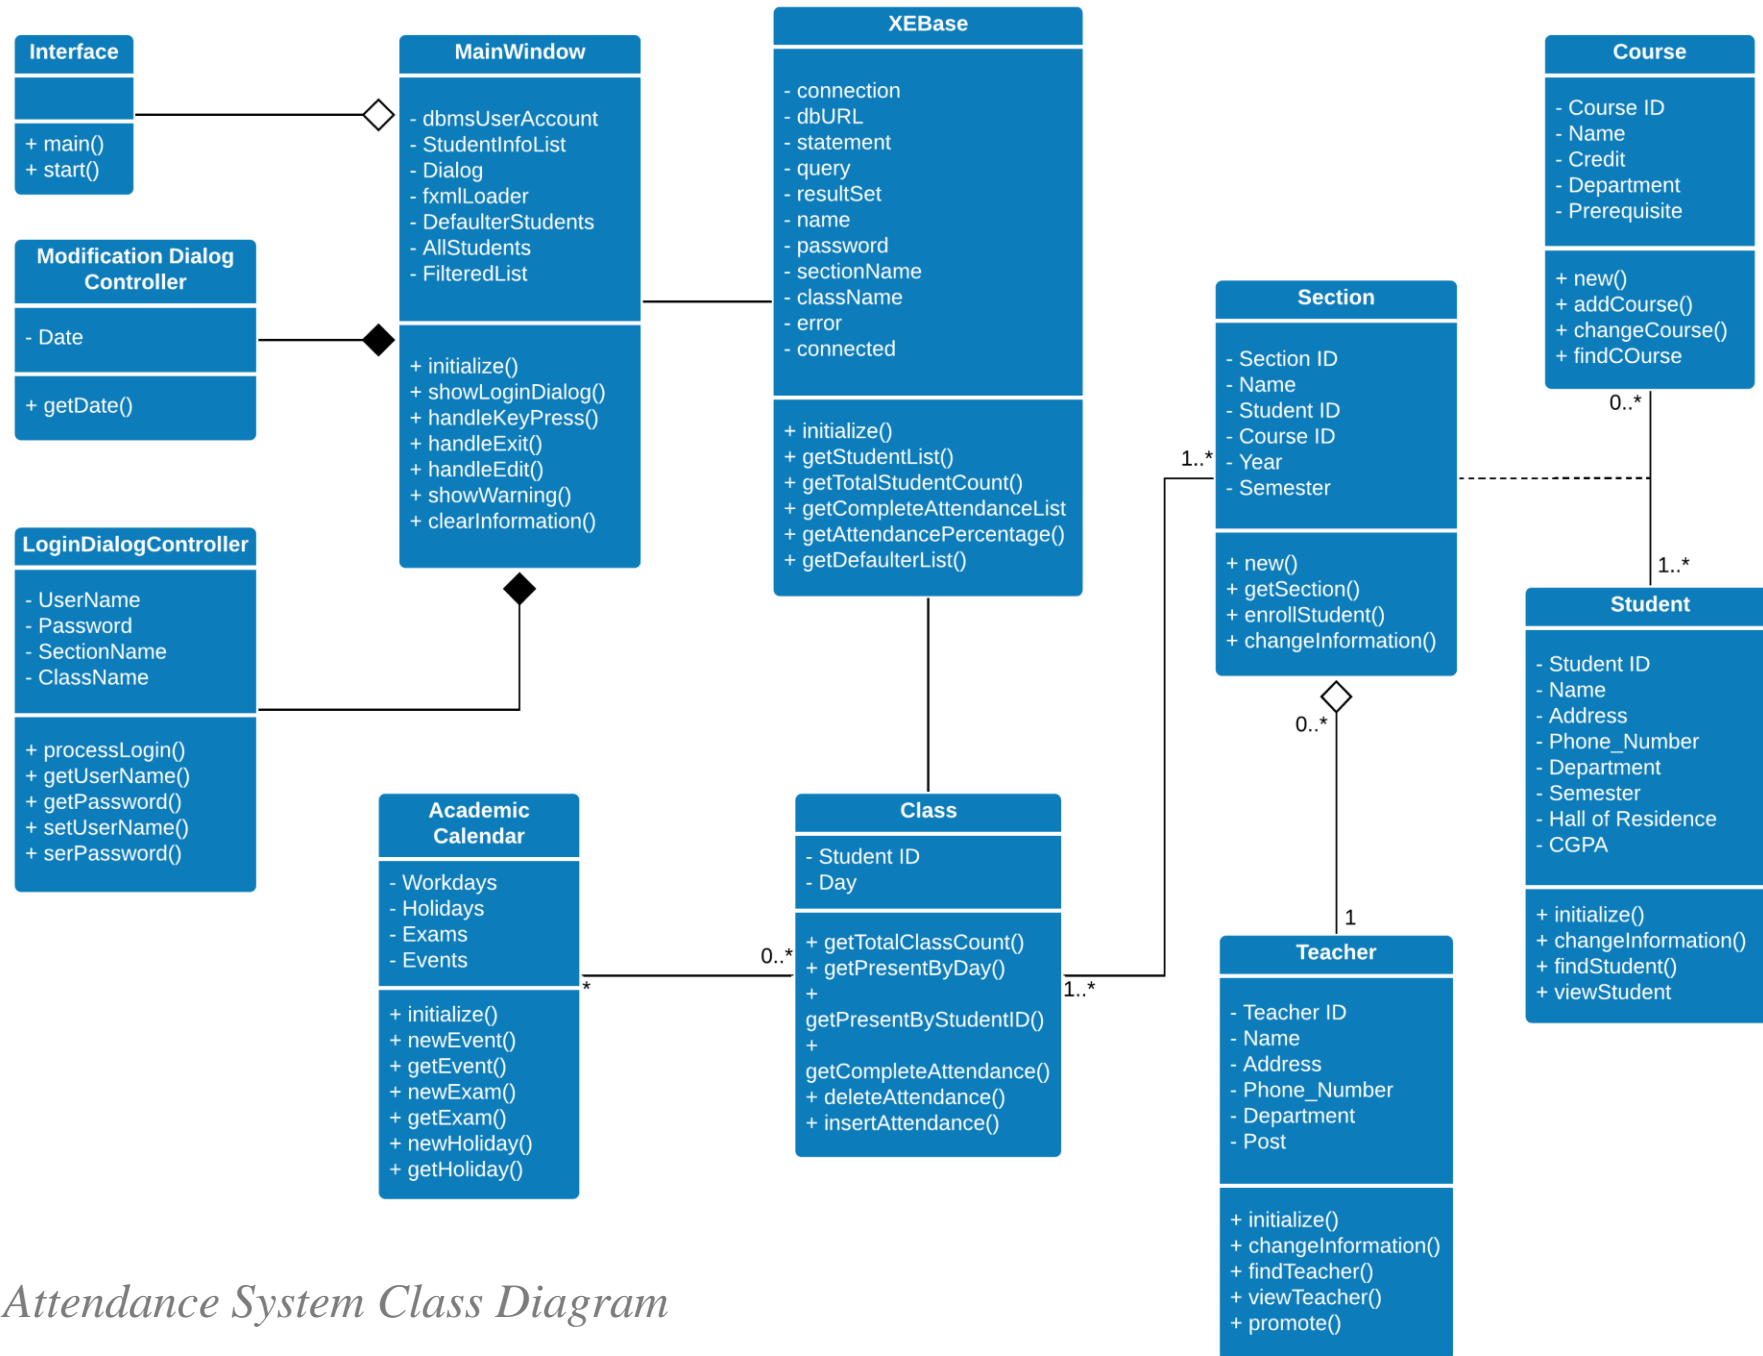 Interface
+ main()
+ start()
Modification Dialog
Controller
- Date
+ getDate()
LoginDialogController
- UserName
- Password
- SectionName
- ClassName
+ processLogin()
+ getUserName()
+ getPassword()
+ setUserName()
+ serPassword()
MainWindow
- dbmsUserAccount
- StudentInfoList
- Dialog
- fxmlLoader
- DefaulterStudents
- AllStudents
- FilteredList
+ initialize()
+ showLoginDialog()
+ handleKeyPress()
+ handleExit()
+ handleEdit()
+ showWarning()
+ clearInformation()
Academic
Calendar
- Workdays
- Holidays
- Exams
- Events
+ initialize()
+ newEvent()
+ getEvent()
+ newExam()
+ getExam()
+ newHoliday()
+ getHoliday()
*
0..*
XEBase
- connection
- dbURL
- statement
- query
- resultSet
- name
- password
- sectionName
- className
- error
- connected
+ initialize()
+ getStudentList()
+ getTotalStudentCount()
+ getCompleteAttendanceList
+ getAttendancePercentage()
+ getDefaulterList()
Class
- Student ID
- Day
+ getTotalClassCount()
+ getPresentByDay()
+
getPresentByStudentID()
+
getCompleteAttendance()
+ deleteAttendance()
+ insertAttendance()
1..*
1..*
Section
- Section ID
- Name
- Student ID
- Course ID
- Year
- Semester
+ new()
+ getSection()
+ enrollStudent()
+ changeInformation()
0..*
1
Teacher
- Teacher ID
- Name
- Address
- Phone_Number
- Department
- Post
+ initialize()
+ changeInformation()
+ findTeacher()
+ viewTeacher()
+ promote()
Course
- Course ID
- Name
- Credit
- Department
- Prerequisite
+ new()
+ addCourse()
+ changeCourse()
+ findCOurse
0..*
1..*
Student
- Student ID
- Name
- Address
- Phone_Number
- Department
- Semester
- Hall of Residence
- CGPA
+ initialize()
+ changeInformation()
+ findStudent()
+ viewStudent
Attendance System Class Diagram